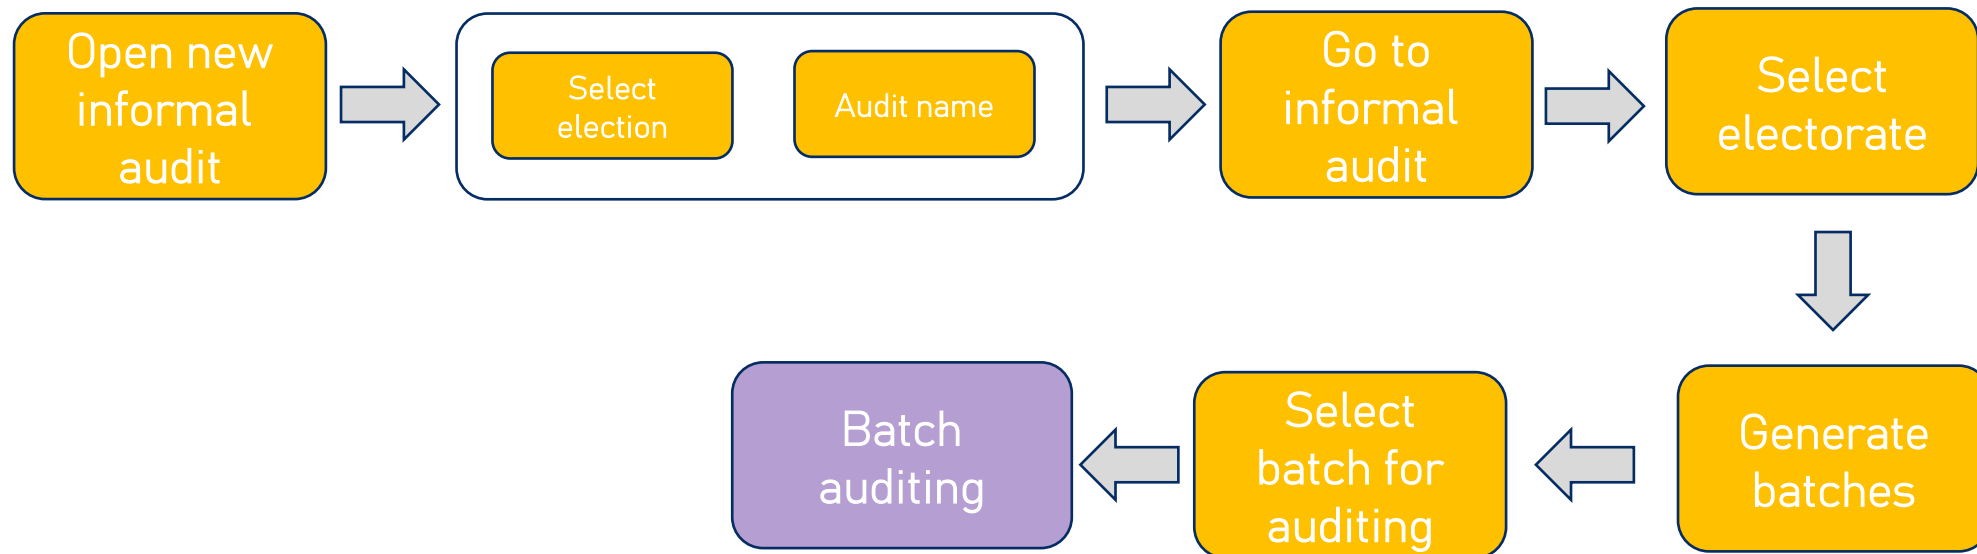 Open new
informal
audit
Select
election
Audit name
Go to
informal
audit
Select
electorate
Generate
batches
Select
batch for
auditing
Batch
auditing